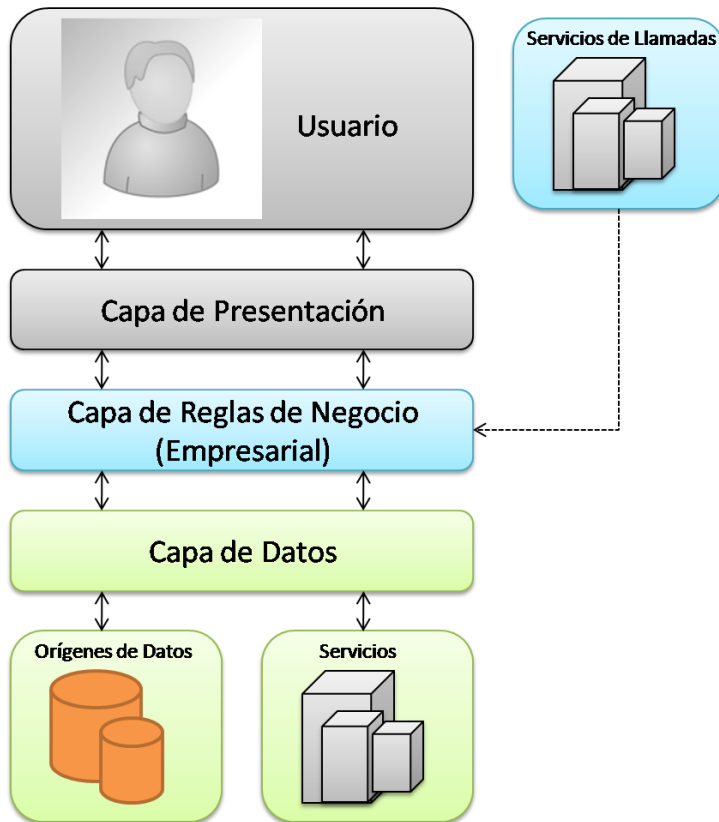 Servicios de Llamadas
Usuario
Capa de Presentación
Capa de Reglas de Negocio
(Empresarial)
Capa de Datos
Orígenes de Datos
Servicios